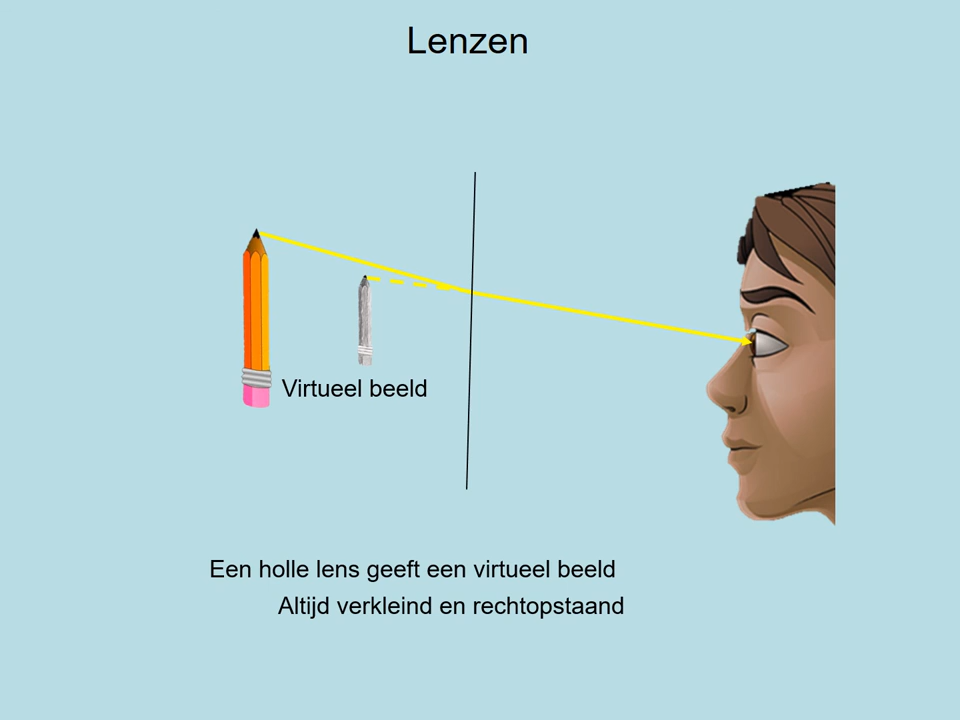 Lenzen
Virtueel beeld
Een holle lens geeft een virtueel beeld
Altijd verkleind en rechtopstaand